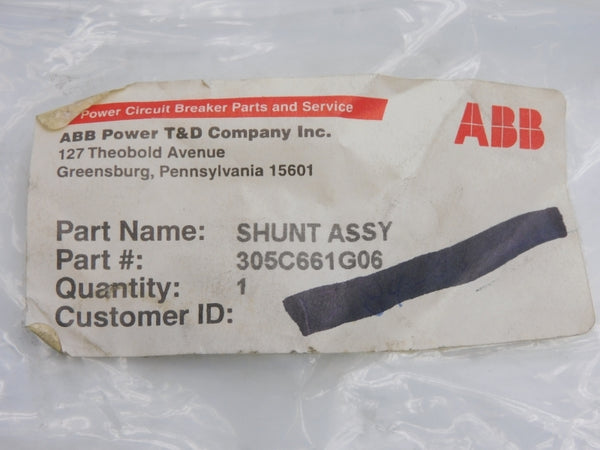 Power Circuit Breaker Parts and Service
ABB
ABB Power T&D Company Inc.
127 Theobold Avenue
Greensburg, Pennsylvania 15601
Part Name: SHUNT ASSY
Part #: 305C661G06
Quantity: 1
Customer ID: